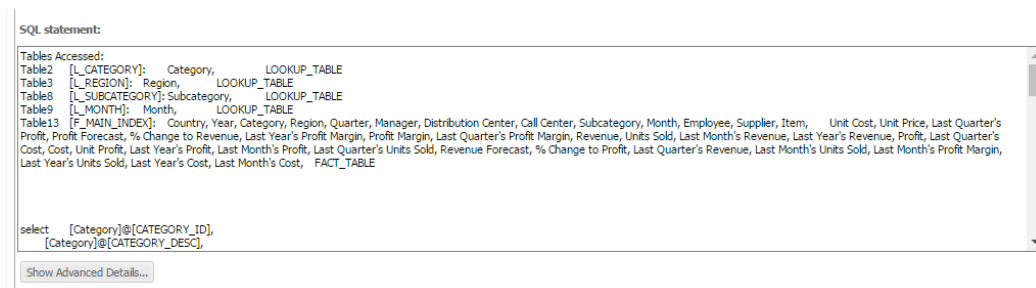 SQL statement:
Tables Accessed:
Table2 [L_CATEGORY]: Category, LOOKUP_TABLE
Table3 [L_REGION]: Region, LOOKUP_TABLE
Table8 [L_SUBCATEGORY]: Subcategory, LOOKUP_TABLE
Table9 [L_MONTH]: Month, LOOKUP_TABLE
Table13 [F_MAIN_INDEX]: Country, Year, Category, Region, Quarter, Manager, Distribution Center, Call Center, Subcategory, Month, Employee, Supplier, Item, Unit Cost, Unit Price, Last Quarter's
Profit, Profit Forecast, % Change to Revenue, Last Year's Profit Margin, Profit Margin, Last Quarter's Profit Margin, Revenue, Units Sold, Last Month's Revenue, Last Year's Revenue, Profit, Last Quarter's
Cost, Cost, Unit Profit, Last Year's Profit, Last Month's Profit, Last Quarter's Units Sold, Revenue Forecast, % Change to Profit, Last Quarter's Revenue, Last Month's Units Sold, Last Month's Profit Margin,
Last Year's Units Sold, Last Year's Cost, Last Month's Cost, FACT_TABLE
select [Category]@[CATEGORY_ID],
[Category]@[CATEGORY_DESC],
Show Advanced Details...